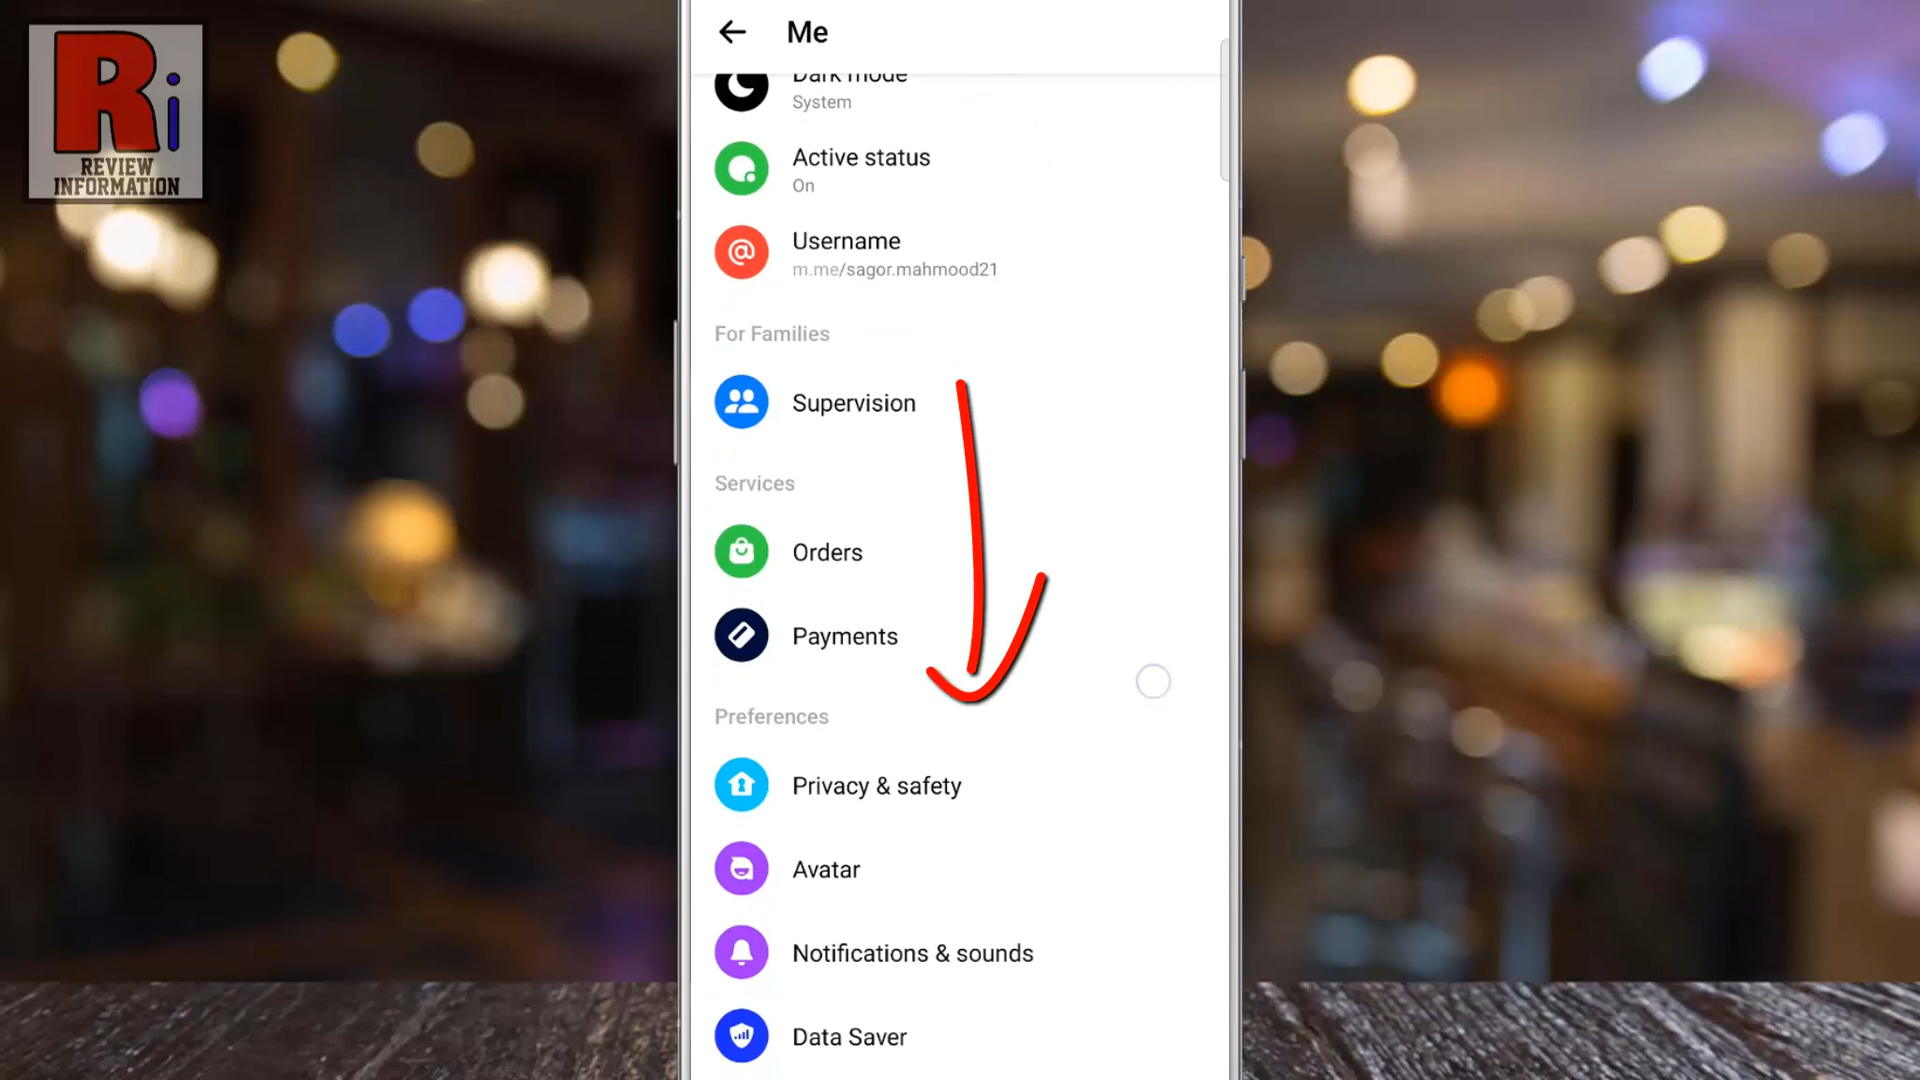 Ri
REVIEW
INFORMATION
Me
Dark mode
System
Active status
On
Username
m.me/sagor.mahmood21
For Families
Supervision
Services
Orders
Payments
Preferences
Privacy & safety
Avatar
Notifications & sounds
Data Saver